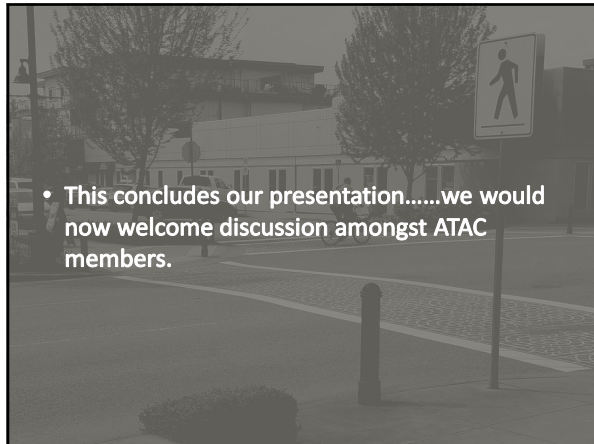 • This concludes our presentation......we would
now welcome discussion amongst ATAC
members.